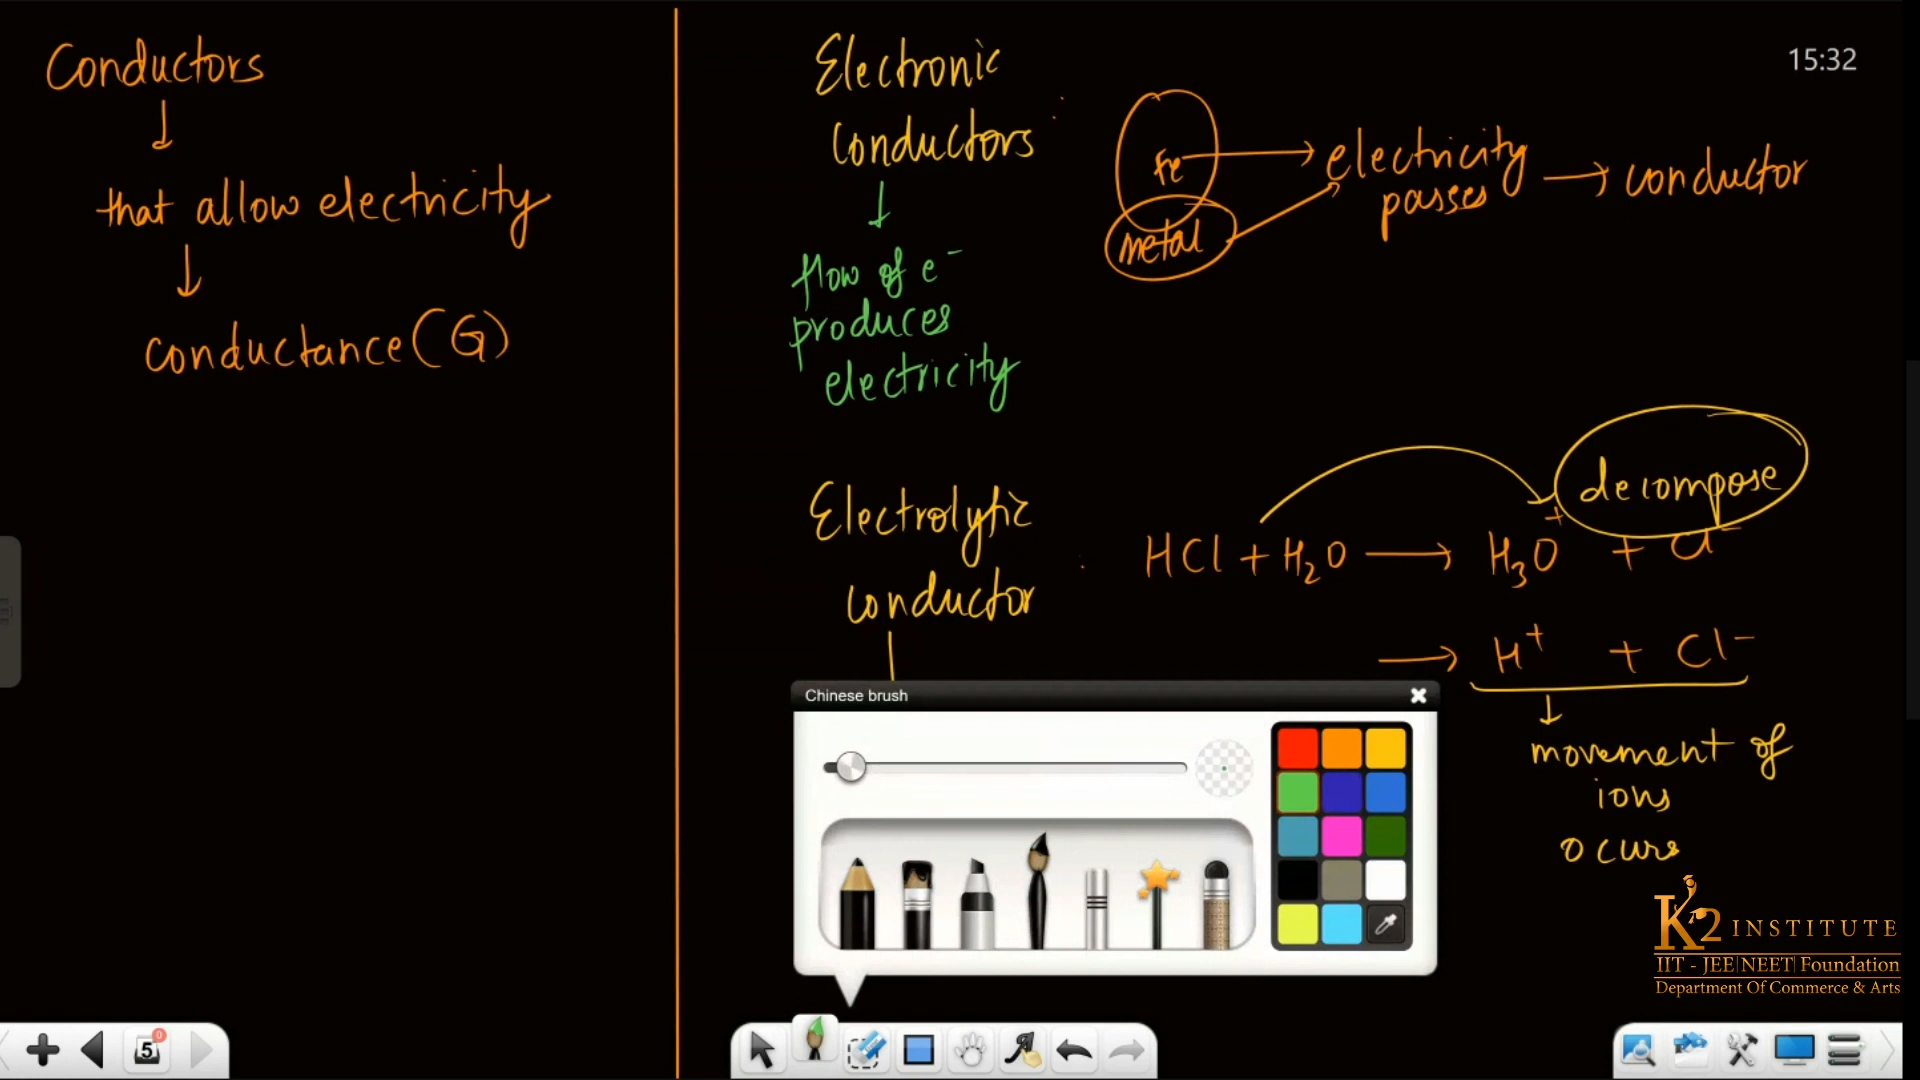 Conductors
↓
that allow electricity
↓
conductance (G)
Electronic
conductors :
↓
flow of e⁻
produces
electricity
Fe → electricity
passes → conductor
metal
Electrolytic
conductor :
decompose
HCl + H₂O → H₃O⁺ + Cl⁻
→ H⁺ + Cl⁻
↓
movement of
ions
ocurs
15:32
Chinese brush
5
0
K2 INSTITUTE
IIT - JEE|NEET| Foundation
Department Of Commerce & Arts